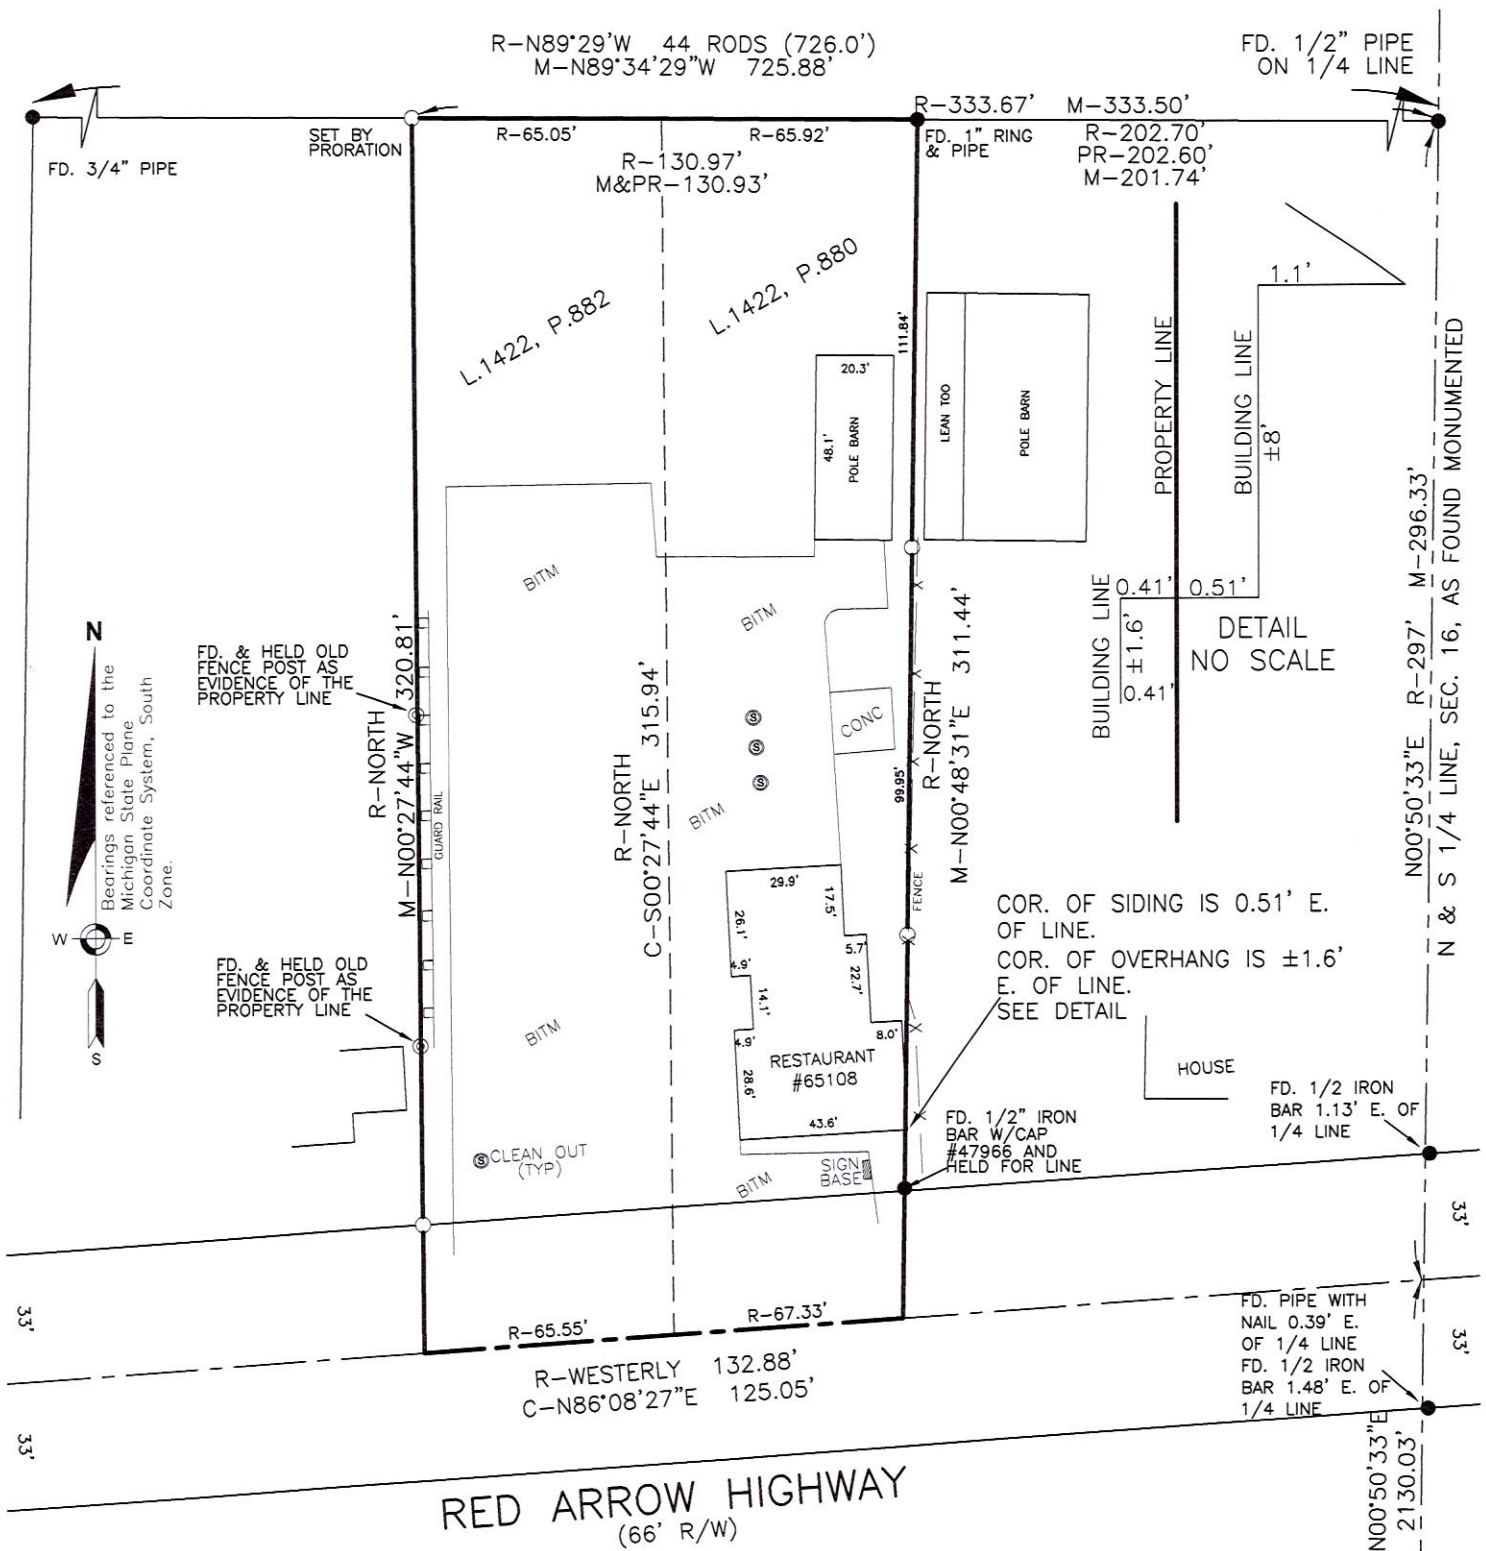 R-N89°29'W 44 RODS (726.0')
M-N89°34'29"W 725.88'
FD. 1/2" PIPE
ON 1/4 LINE
R-333.67' M-333.50'
SET BY
PRORATION
R-65.05'
R-65.92'
FD. 1" RING
& PIPE
R-202.70'
PR-202.60'
M-201.74'
FD. 3/4" PIPE
R-130.97'
M&PR-130.93'
L.1422, P.882
L.1422, P.880
111.84'
20.3'
48.1'
POLE BARN
LEAN TOO
POLE BARN
PROPERTY LINE
BUILDING LINE
±8'
1.1'
0.41' 0.51'
BUILDING LINE
±1.6'
0.41'
DETAIL
NO SCALE
N00°50'33"E R-297' M-296.33'
N & S 1/4 LINE, SEC. 16, AS FOUND MONUMENTED
BITM
BITM
BITM
BITM
BITM
N
Bearings referenced to the
Michigan State Plane
Coordinate System, South
Zone.
W E
S
FD. & HELD OLD
FENCE POST AS
EVIDENCE OF THE
PROPERTY LINE
R-NORTH
M-N00°27'44"W 320.81'
GUARD RAIL
R-NORTH
C-S00°27'44"E 315.94'
S
S
S
CONC
99.95'
R-NORTH
M-N00°48'31"E 311.44'
FENCE
FD. & HELD OLD
FENCE POST AS
EVIDENCE OF THE
PROPERTY LINE
29.9'
17.5'
26.1'
5.7'
4.9'
22.7'
14.1'
8.0'
4.9'
RESTAURANT
#65108
28.6'
43.6'
COR. OF SIDING IS 0.51' E.
OF LINE.
COR. OF OVERHANG IS ±1.6'
E. OF LINE.
SEE DETAIL
HOUSE
FD. 1/2 IRON
BAR 1.13' E. OF
1/4 LINE
FD. 1/2" IRON
BAR W/CAP
#47966 AND
HELD FOR LINE
S CLEAN OUT
(TYP)
SIGN
BASE
33'
33'
33'
33'
R-65.55'
R-67.33'
R-WESTERLY 132.88'
C-N86°08'27"E 125.05'
FD. PIPE WITH
NAIL 0.39' E.
OF 1/4 LINE
FD. 1/2 IRON
BAR 1.48' E. OF
1/4 LINE
N00°50'33"E
2130.03'
RED ARROW HIGHWAY
(66' R/W)